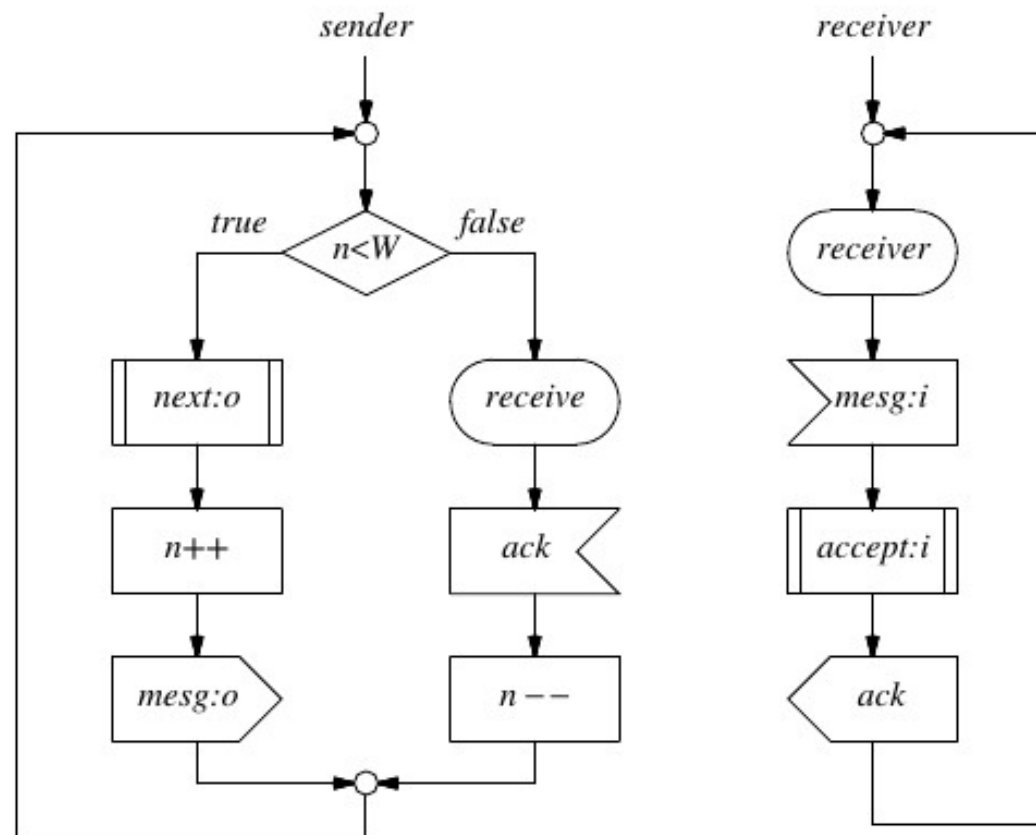 sender
receiver
true
false
n<W
receiver
next:o
receive
mesg:i
n++
ack
accept:i
mesg:o
n--
ack